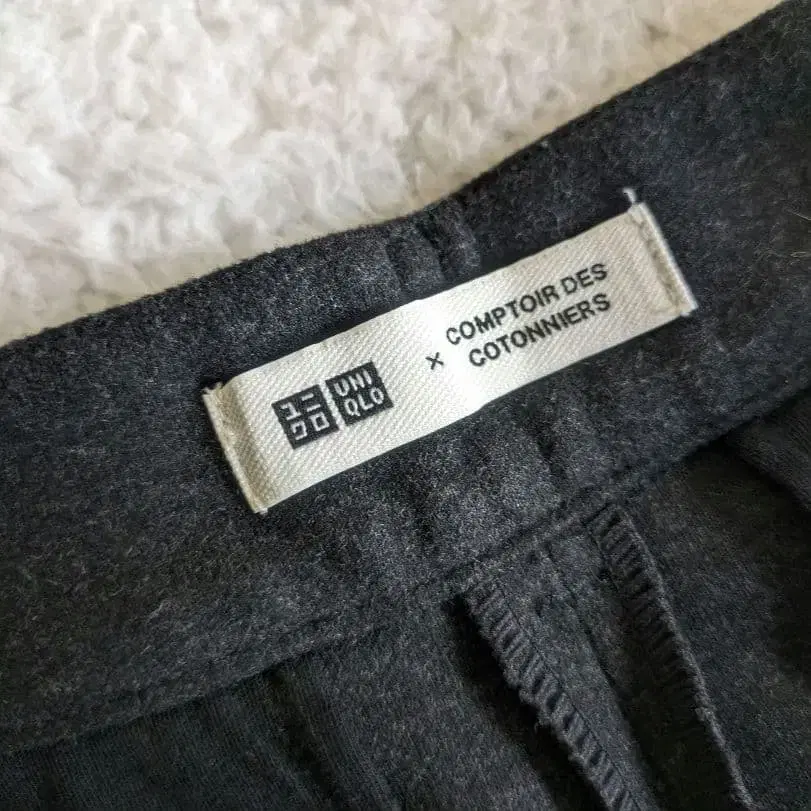 ユニ
クロ
UNI
QLO
×
COMPTOIR DES
COTONNIERS